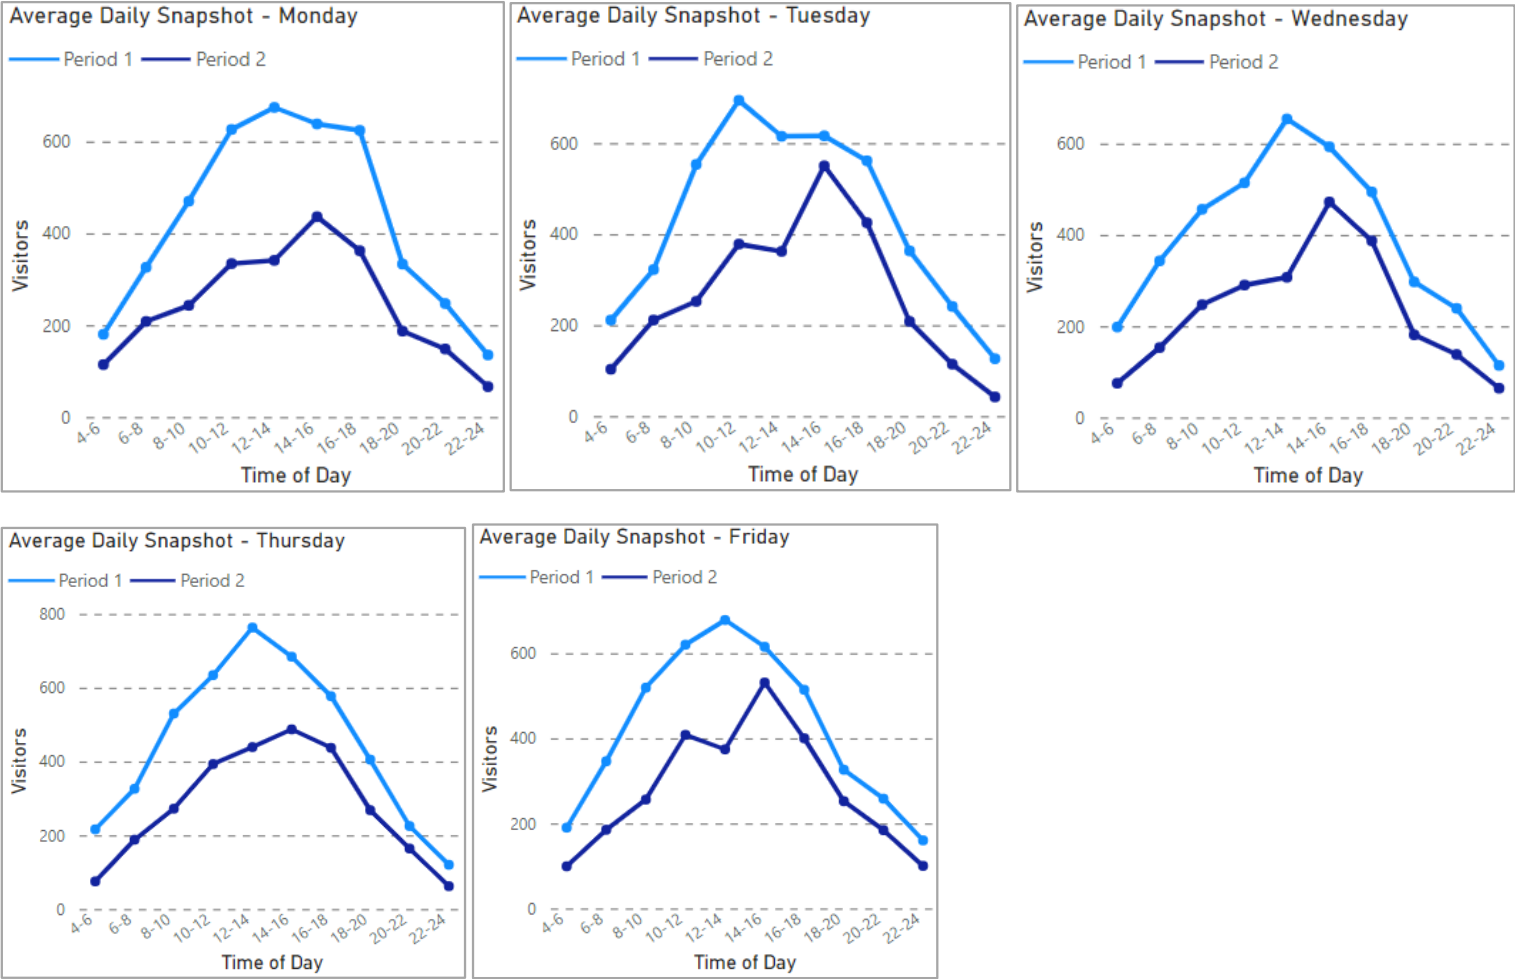 Average Daily Snapshot - Monday
Period 1 Period 2
600
400
200
0
Visitors
4-6 6-8 8-10 10-12 12-14 14-16 16-18 18-20 20-22 22-24
Time of Day
Average Daily Snapshot - Tuesday
Period 1 Period 2
600
400
200
0
Visitors
4-6 6-8 8-10 10-12 12-14 14-16 16-18 18-20 20-22 22-24
Time of Day
Average Daily Snapshot - Wednesday
Period 1 Period 2
600
400
200
0
Visitors
4-6 6-8 8-10 10-12 12-14 14-16 16-18 18-20 20-22 22-24
Time of Day
Average Daily Snapshot - Thursday
Period 1 Period 2
800
600
400
200
0
Visitors
4-6 6-8 8-10 10-12 12-14 14-16 16-18 18-20 20-22 22-24
Time of Day
Average Daily Snapshot - Friday
Period 1 Period 2
600
400
200
0
Visitors
4-6 6-8 8-10 10-12 12-14 14-16 16-18 18-20 20-22 22-24
Time of Day